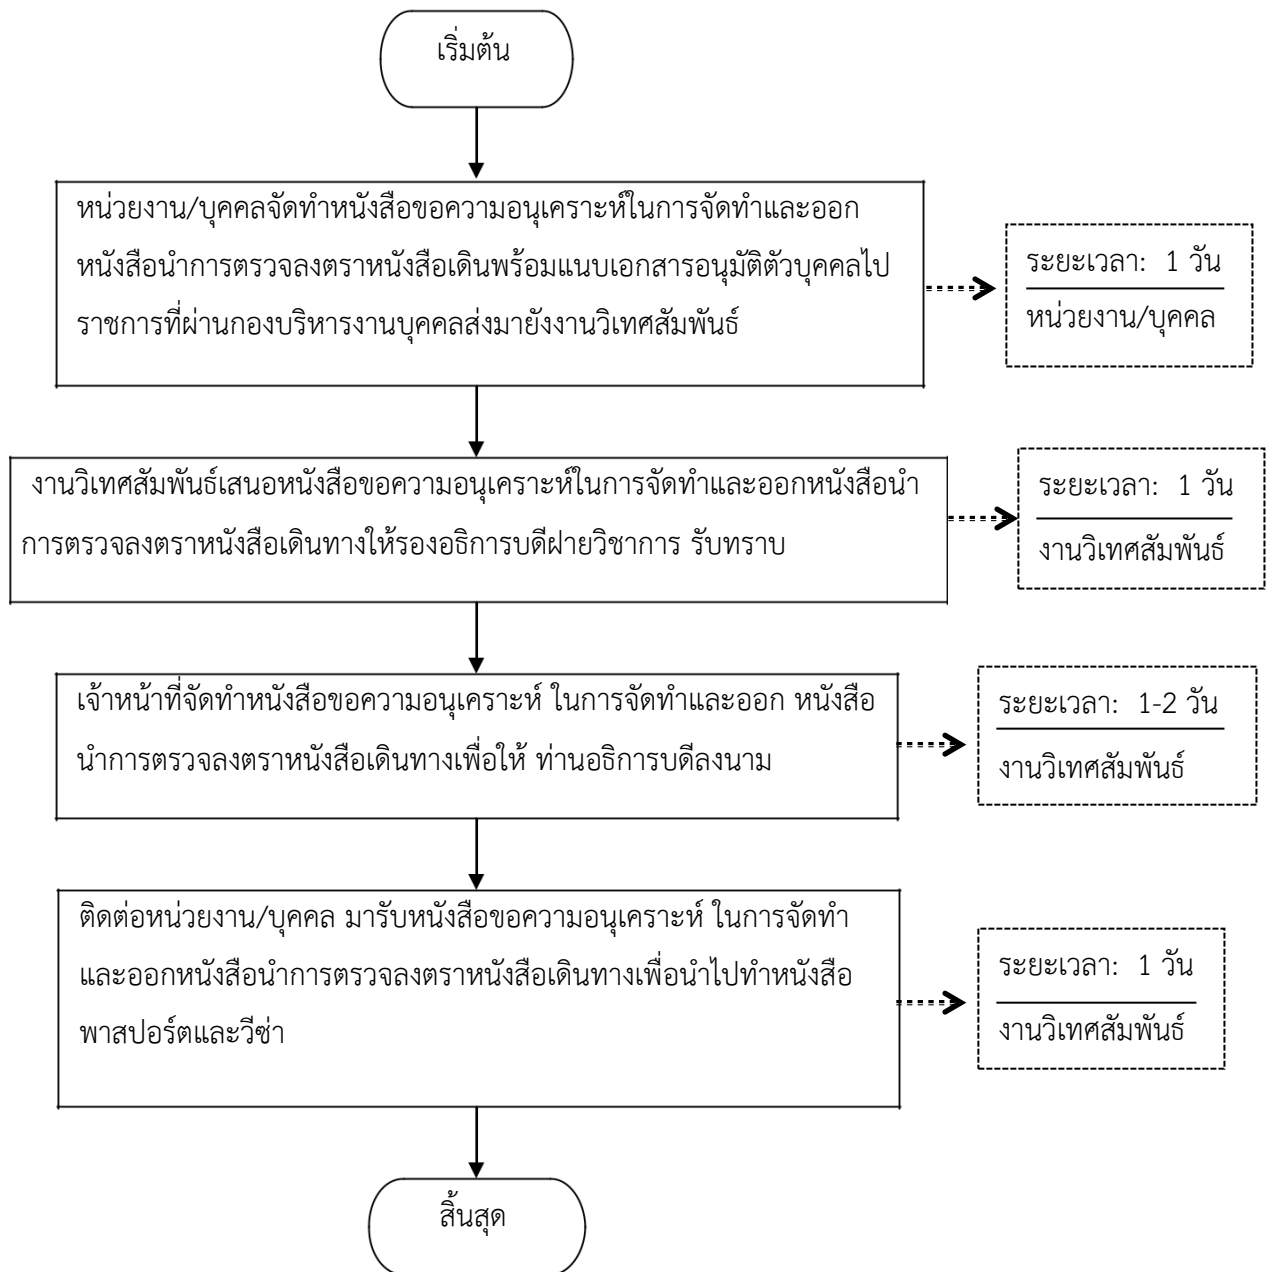 เริ่มต้น
หน่วยงาน/บุคคลจัดทำหนังสือขอความอนุเคราะห์ในการจัดทำและออก
หนังสือนำการตรวจลงตราหนังสือเดินพร้อมแนบเอกสารอนุมัติตัวบุคคลไป
ราชการที่ผ่านกองบริหารงานบุคคลส่งมายังงานวิเทศสัมพันธ์
ระยะเวลา: 1 วัน
หน่วยงาน/บุคคล
งานวิเทศสัมพันธ์เสนอหนังสือขอความอนุเคราะห์ในการจัดทำและออกหนังสือนำ
การตรวจลงตราหนังสือเดินทางให้รองอธิการบดีฝ่ายวิชาการ รับทราบ
ระยะเวลา: 1 วัน
งานวิเทศสัมพันธ์
เจ้าหน้าที่จัดทำหนังสือขอความอนุเคราะห์ ในการจัดทำและออก หนังสือ
นำการตรวจลงตราหนังสือเดินทางเพื่อให้ ท่านอธิการบดีลงนาม
ระยะเวลา: 1-2 วัน
งานวิเทศสัมพันธ์
ติดต่อหน่วยงาน/บุคคล มารับหนังสือขอความอนุเคราะห์ ในการจัดทำ
และออกหนังสือนำการตรวจลงตราหนังสือเดินทางเพื่อนำไปทำหนังสือ
พาสปอร์ตและวีซ่า
ระยะเวลา: 1 วัน
งานวิเทศสัมพันธ์
สิ้นสุด